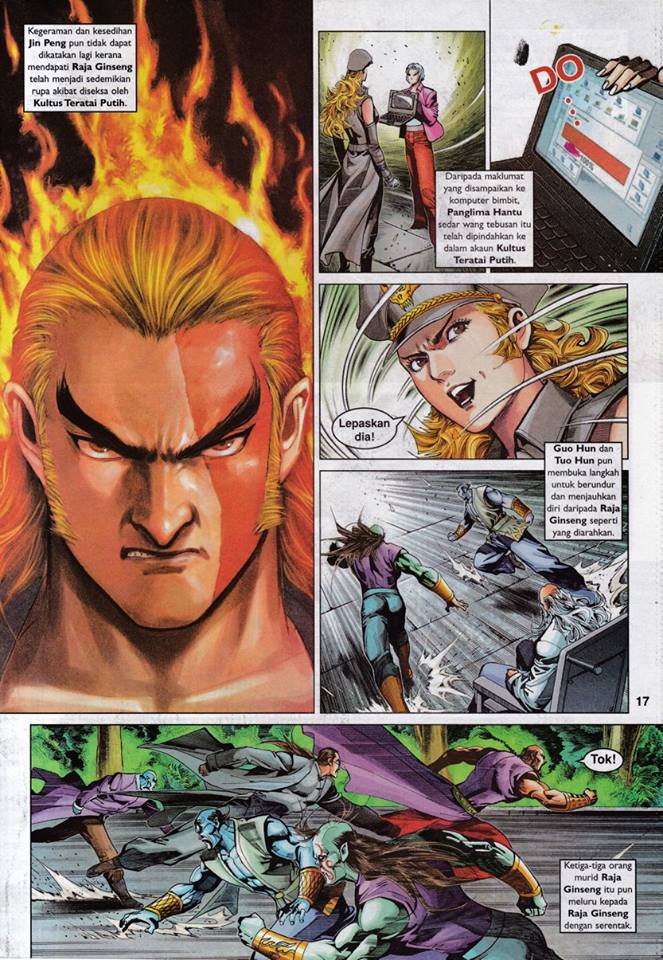 Kegeraman dan kesedihan
Jin Peng pun tidak dapat
dikatakan lagi kerana
mendapati Raja Ginseng
telah menjadi sedemikian
rupa akibat diseksa oleh
Kultus Teratai Putih.
DO
100%
Daripada maklumat
yang disampaikan ke
komputer bimbit,
Panglima Hantu
sedar wang tebusan itu
telah dipindahkan ke
dalam akaun Kultus
Teratai Putih.
Lepaskan
dia!
Guo Hun dan
Tuo Hun pun
membuka langkah
untuk berundur
dan menjauhkan
diri daripada Raja
Ginseng seperti
yang diarahkan.
17
Tok!
Ketiga-tiga orang
murid Raja
Ginseng itu pun
meluru kepada
Raja Ginseng
dengan serentak.